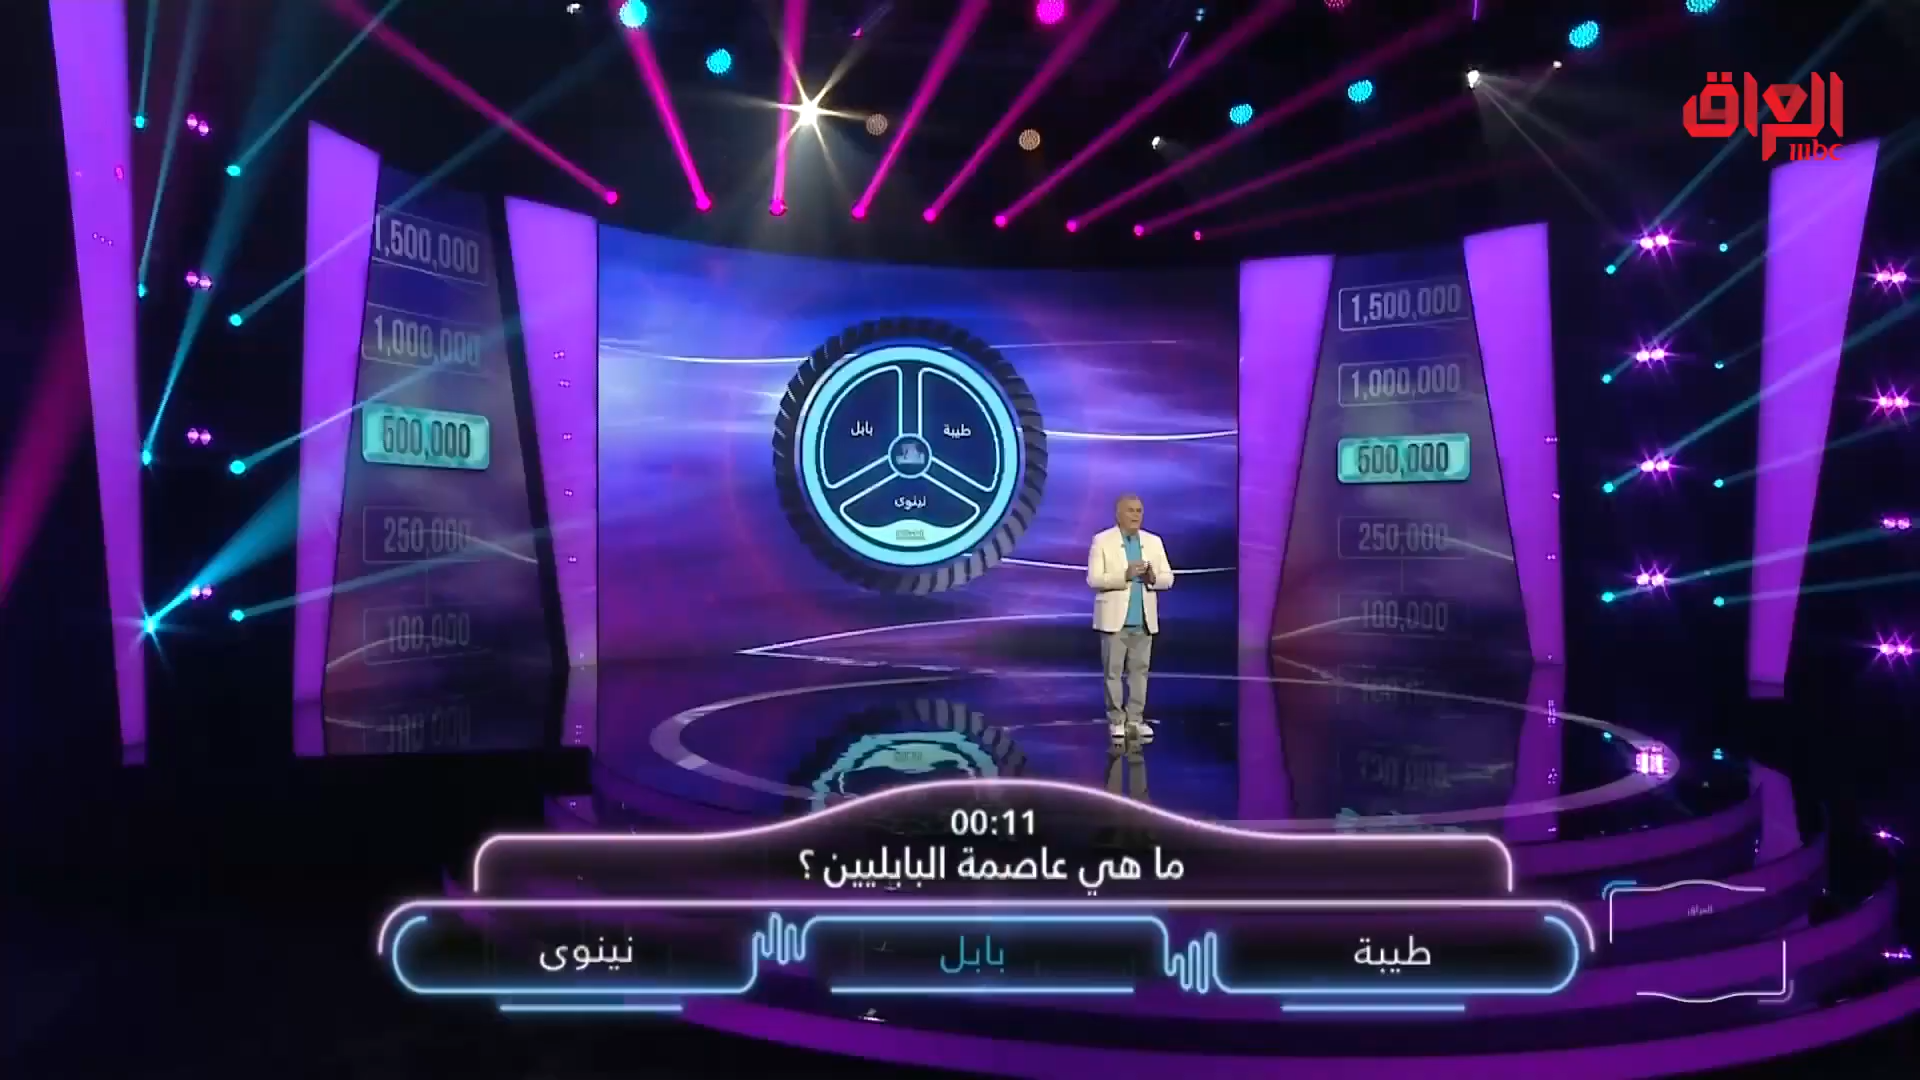 العراق
mbc
1,500,000
1,500,000
1,000,000
1,000,000
500,000
500,000
250,000
250,000
100,000
100,000
بابل
طيبة
نينوى
00:11
ما هي عاصمة البابليين ؟
طيبة
بابل
نينوى
العراق